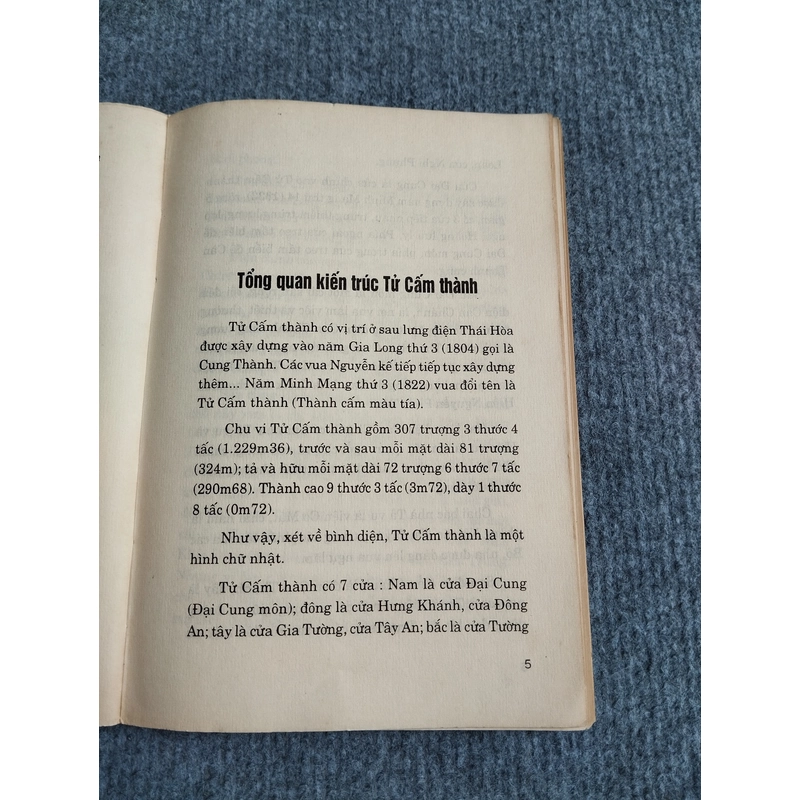 Tổng quan kiến trúc Tử Cấm thành
Tử Cấm thành có vị trí ở sau lưng điện Thái Hòa
được xây dựng vào năm Gia Long thứ 3 (1804) gọi là
Cung Thành. Các vua Nguyễn kế tiếp tiếp tục xây dựng
thêm... Năm Minh Mạng thứ 3 (1822) vua đổi tên là
Tử Cấm thành (Thành cấm màu tía).
Chu vi Tử Cấm thành gồm 307 trượng 3 thước 4
tấc (1.229m36), trước và sau mỗi mặt dài 81 trượng
(324m); tả và hữu mỗi mặt dài 72 trượng 6 thước 7 tấc
(290m68). Thành cao 9 thước 3 tấc (3m72), dày 1 thước
8 tấc (0m72).
Như vậy, xét về bình diện, Tử Cấm thành là một
hình chữ nhật.
Tử Cấm thành có 7 cửa : Nam là cửa Đại Cung
(Đại Cung môn); đông là cửa Hưng Khánh, cửa Đông
An; tây là cửa Gia Tường, cửa Tây An; bắc là cửa Tường
5